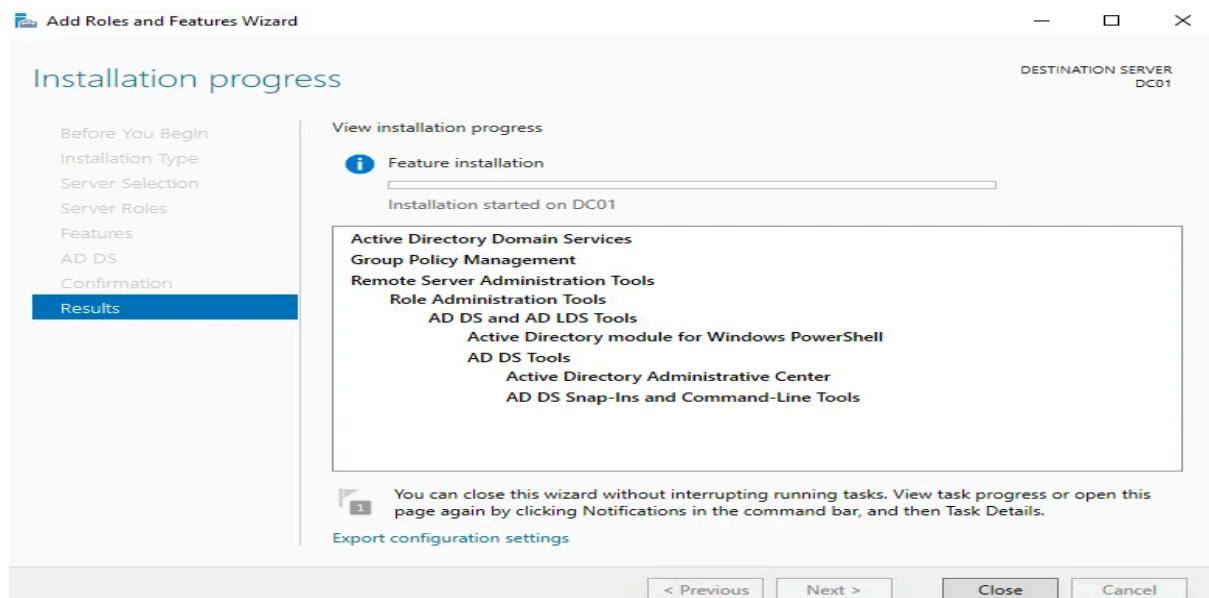 Add Roles and Features Wizard
Installation progress
DESTINATION SERVER
DC01
Before You Begin
Installation Type
Server Selection
Server Roles
Features
AD DS
Confirmation
Results
View installation progress
Feature installation
Installation started on DC01
Active Directory Domain Services
Group Policy Management
Remote Server Administration Tools
Role Administration Tools
AD DS and AD LDS Tools
Active Directory module for Windows PowerShell
AD DS Tools
Active Directory Administrative Center
AD DS Snap-Ins and Command-Line Tools
1
You can close this wizard without interrupting running tasks. View task progress or open this
page again by clicking Notifications in the command bar, and then Task Details.
Export configuration settings
< Previous
Next >
Close
Cancel